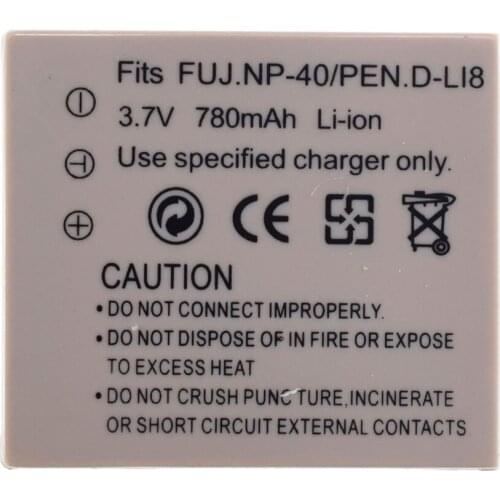 Fits FUJ.NP-40/PEN.D-LI8
3.7V 780mAh Li-ion
Use specified charger only.
CE
CAUTION
•DO NOT CONNECT IMPROPERLY.
•DO NOT DISPOSE OF IN FIRE OR EXPOSE
TO EXCESS HEAT
•DO NOT CRUSH PUNCTURE,INCINERATE
OR SHORT CIRCUIT EXTERNAL CONTACTS